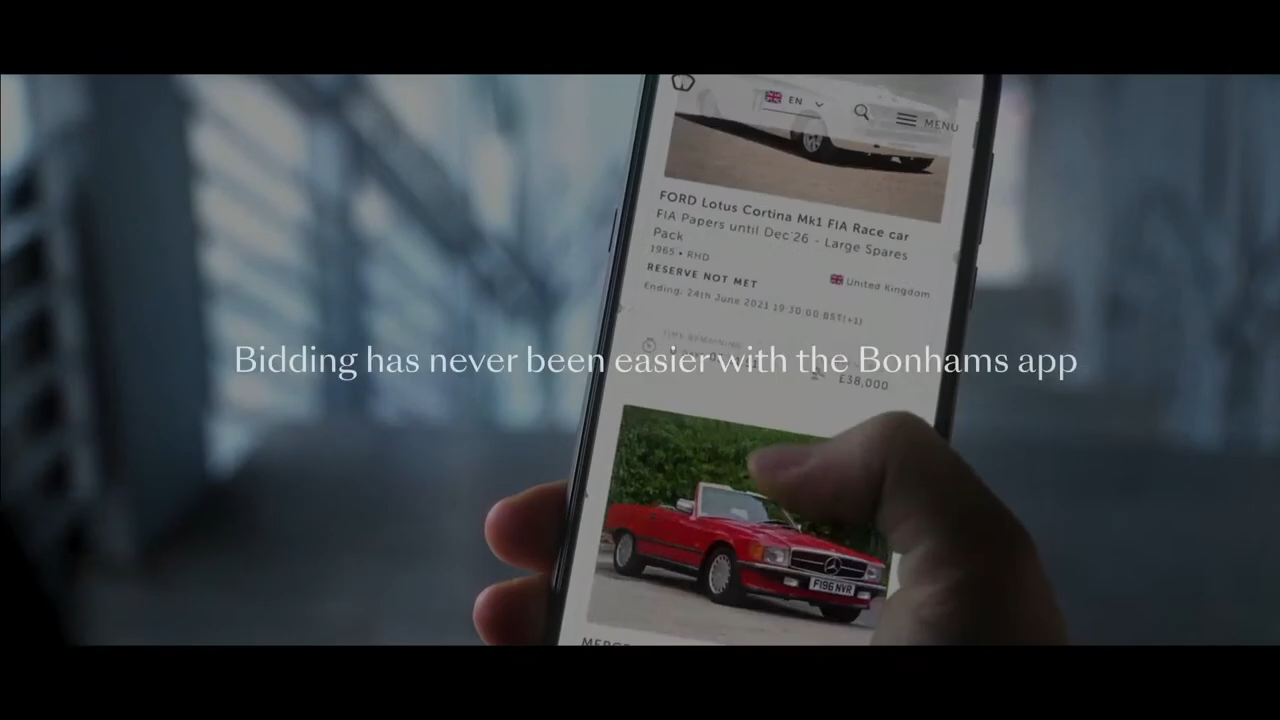 EN
MENU
FORD Lotus Cortina Mk1 FIA Race car
FIA Papers until Dec'26 - Large Spares
Pack
1965 • RHD
RESERVE NOT MET
United Kingdom
Ending, 24th June 2021 19:30:00 BST(+1)
TIME REMAINING
Bidding has never been easier with the Bonhams app
£38,000
F196 NVR